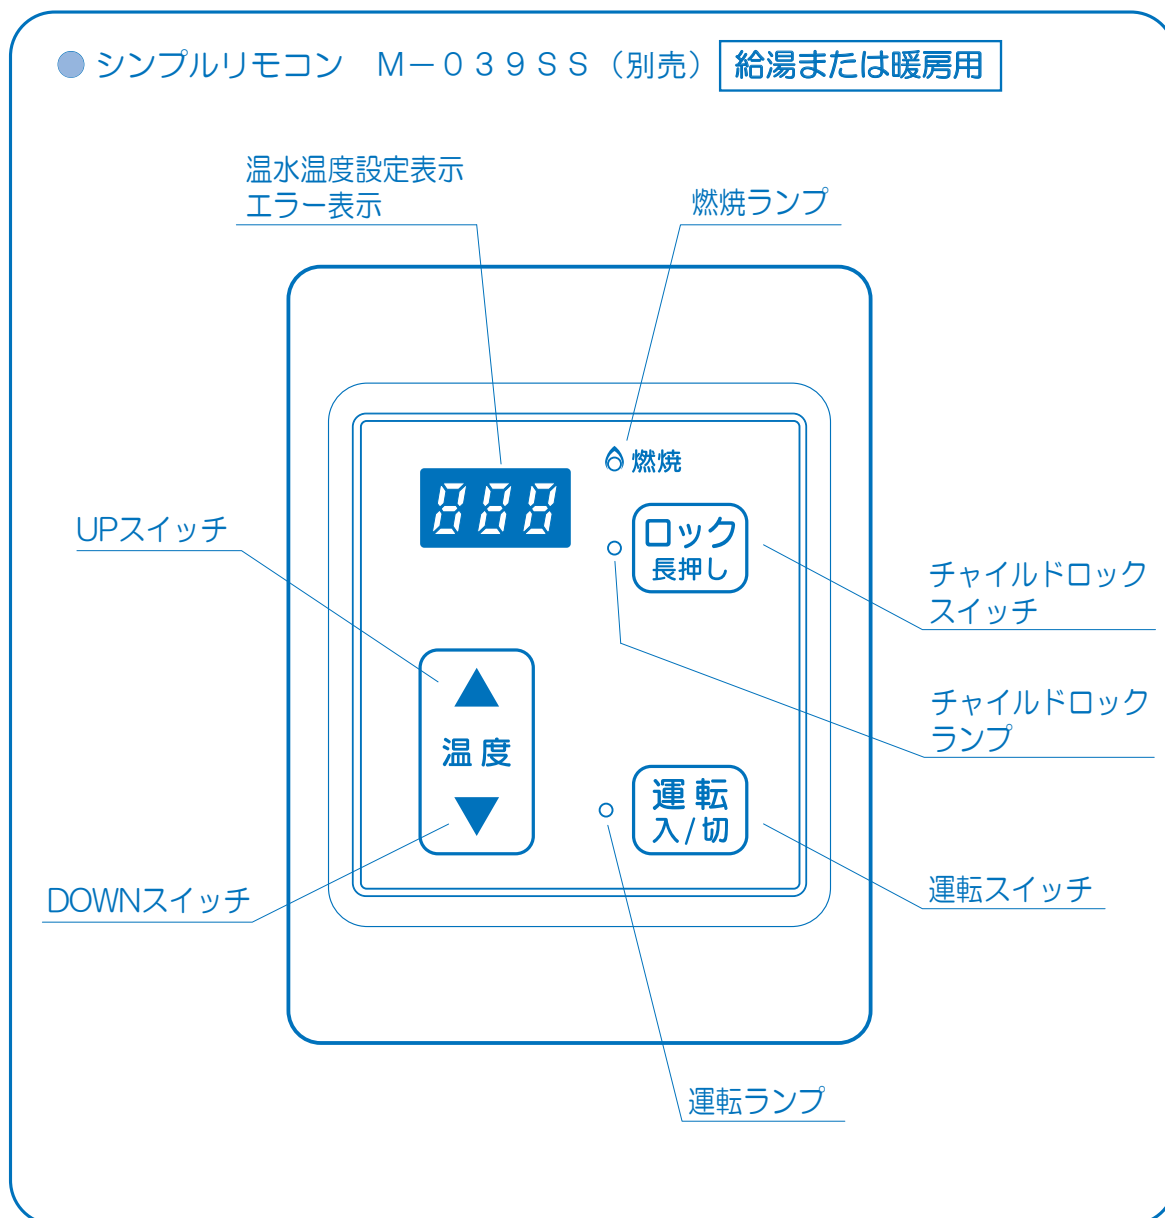 シンプルリモコン　M－０３９ＳＳ（別売） 給湯または暖房用
温水温度設定表示
エラー表示
燃焼ランプ
燃焼
888
UPスイッチ
ロック
長押し
チャイルドロック
スイッチ
チャイルドロック
ランプ
温度
運転
入/切
DOWNスイッチ
運転スイッチ
運転ランプ